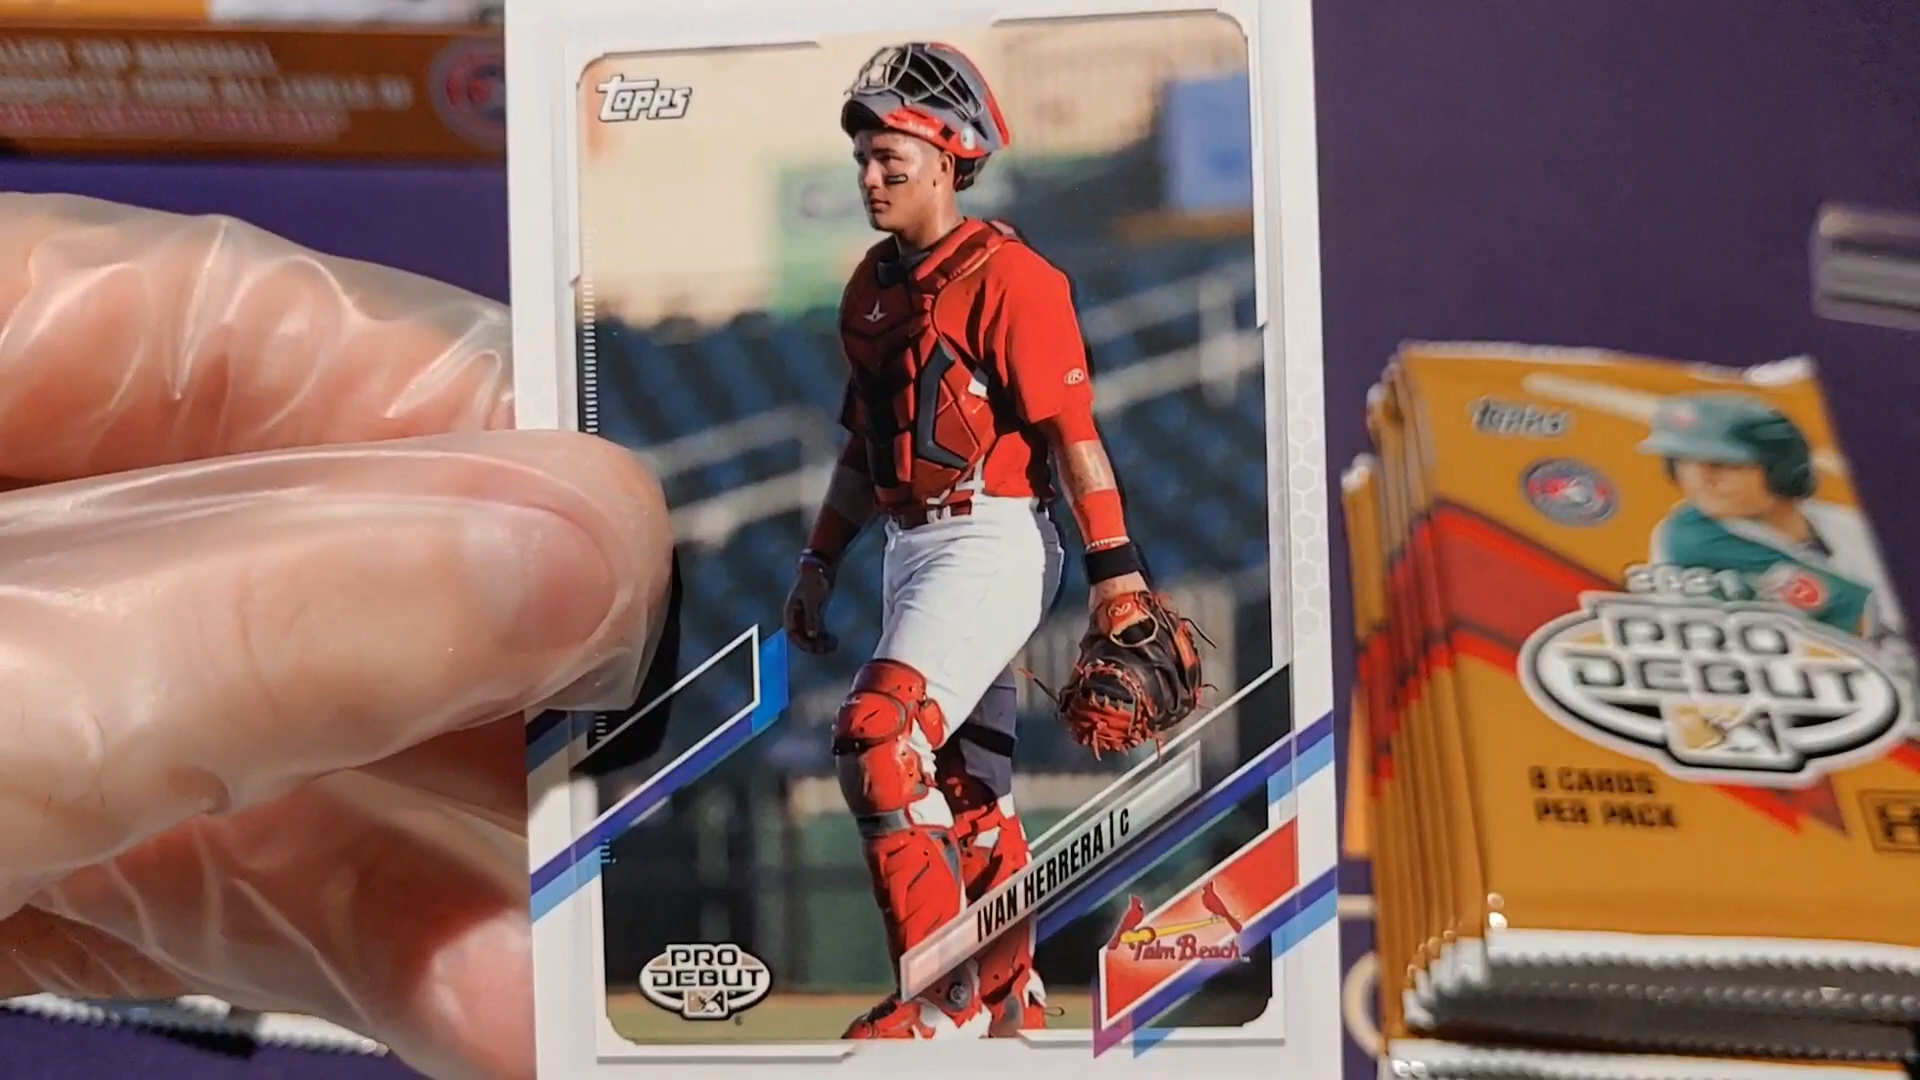 Topps
IVAN HERRERA | C
Palm Beach
PRO
DEBUT
Topps
2021
PRO
DEBUT
8 CARDS
PER PACK